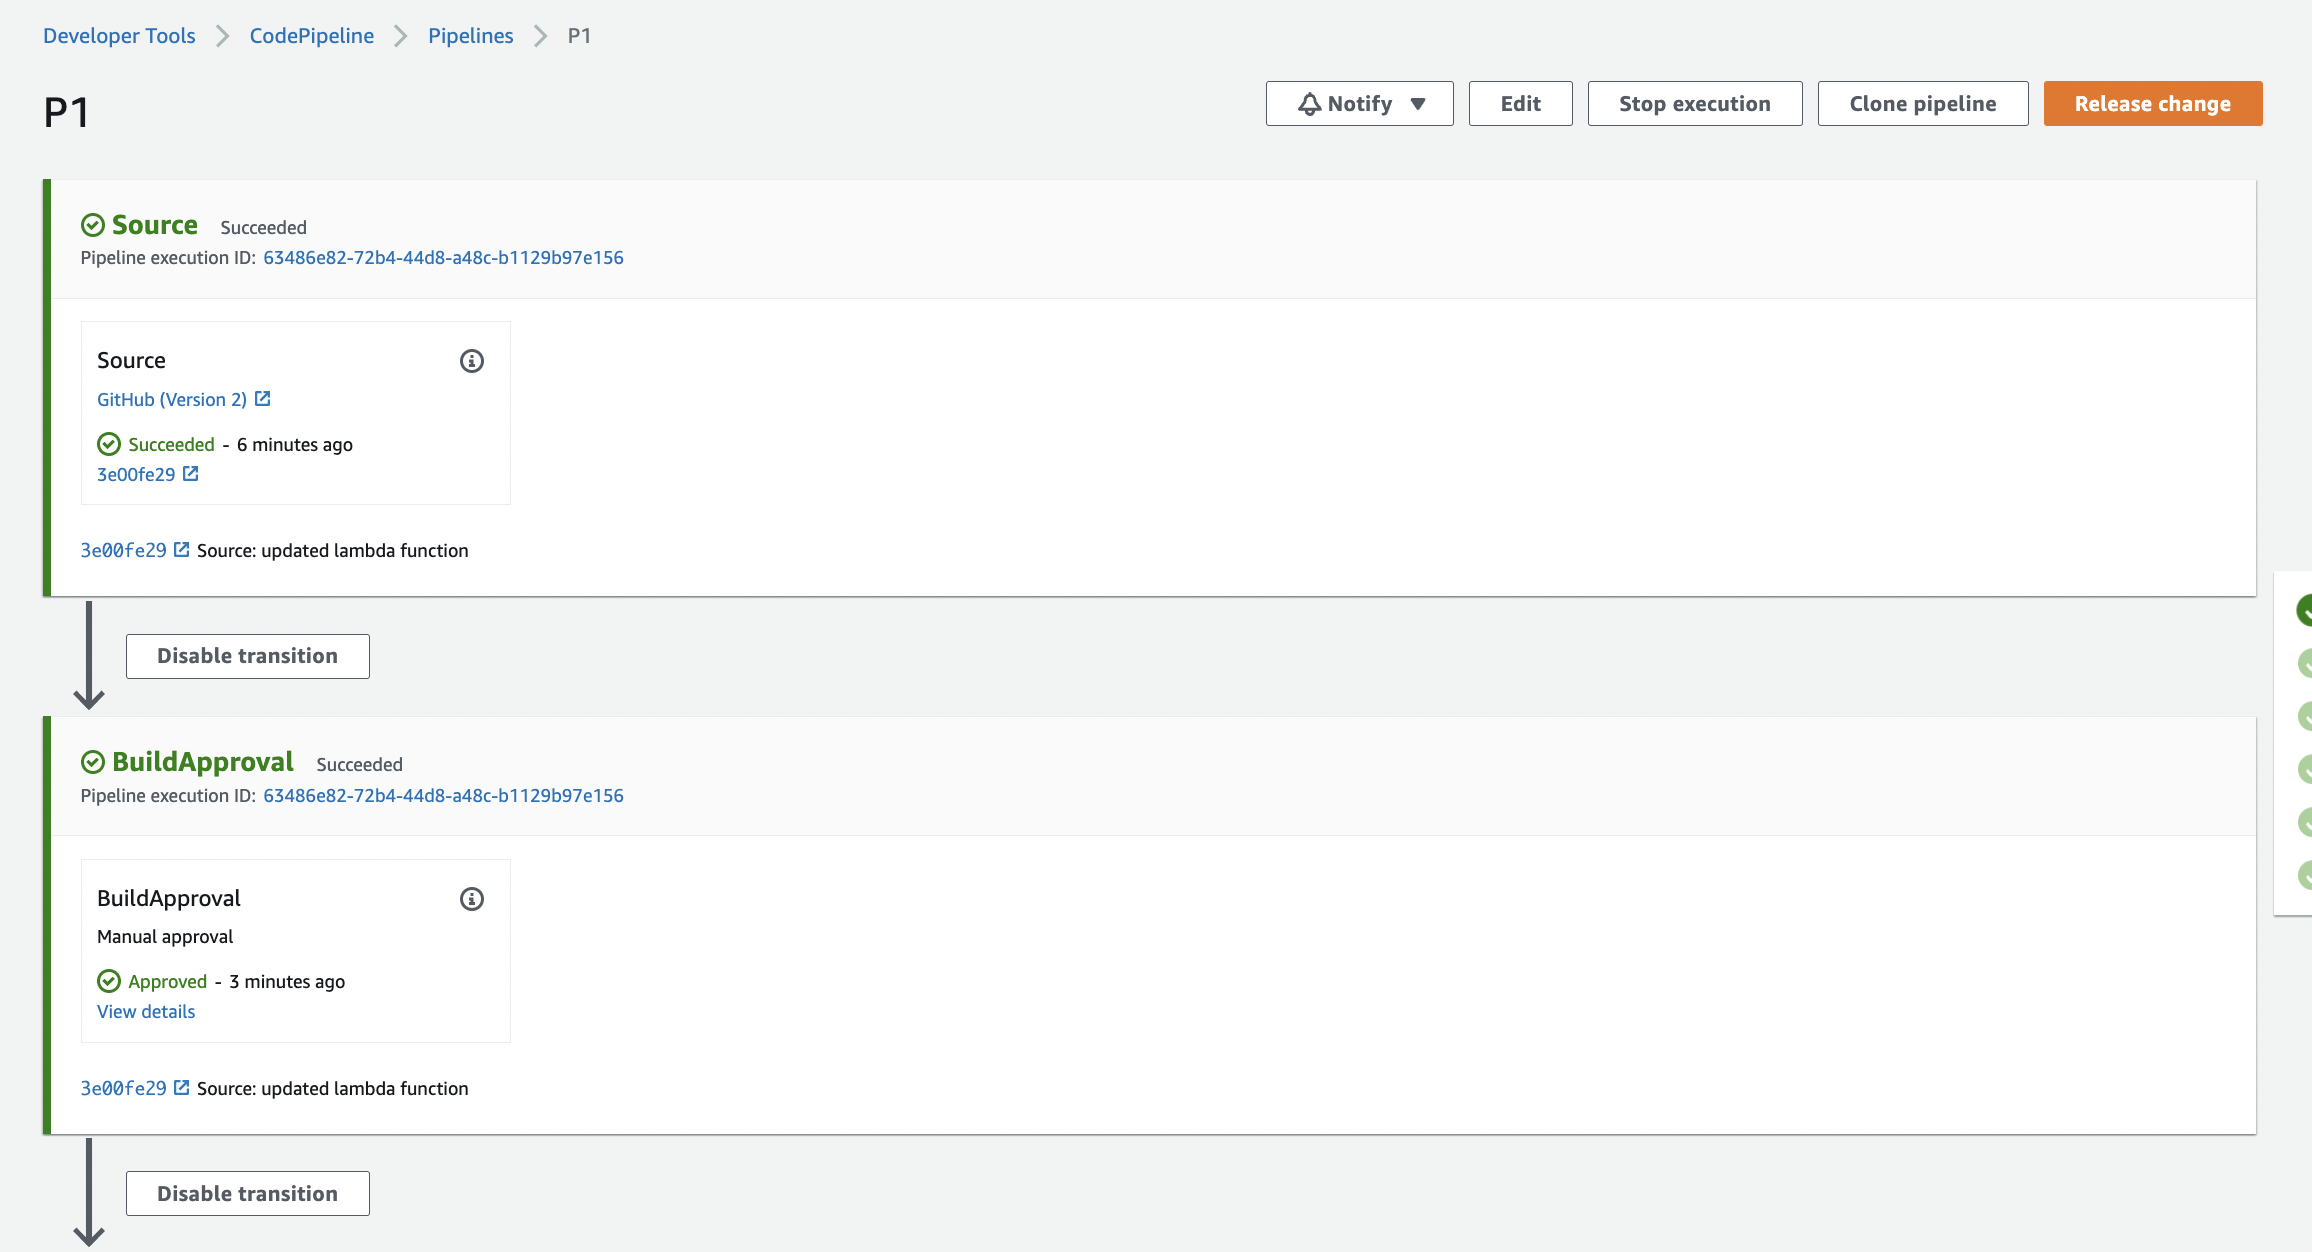 Developer Tools > CodePipeline > Pipelines > P1
P1
Notify Edit Stop execution Clone pipeline Release change
Source Succeeded
Pipeline execution ID: 63486e82-72b4-44d8-a48c-b1129b97e156
Source
GitHub (Version 2)
Succeeded - 6 minutes ago
3e00fe29
3e00fe29 Source: updated lambda function
Disable transition
BuildApproval Succeeded
Pipeline execution ID: 63486e82-72b4-44d8-a48c-b1129b97e156
BuildApproval
Manual approval
Approved - 3 minutes ago
View details
3e00fe29 Source: updated lambda function
Disable transition